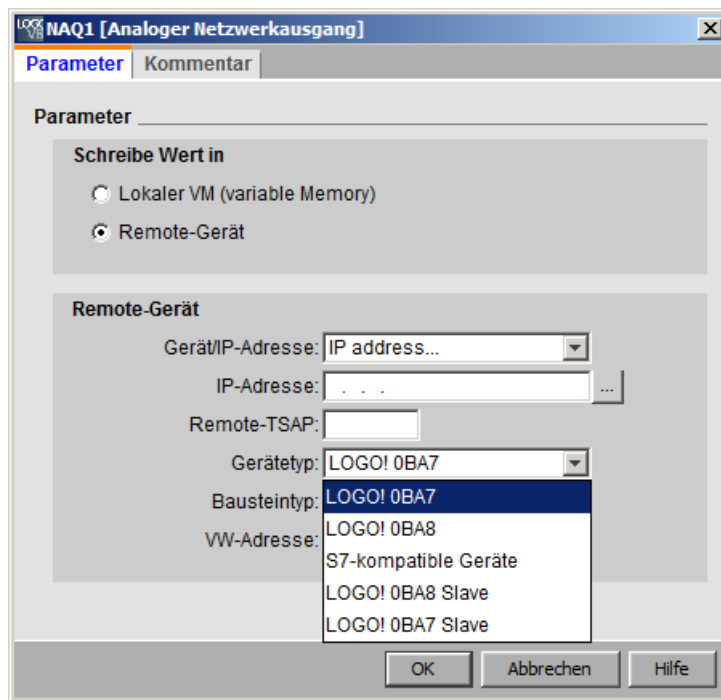 NAQ1 [Analoger Netzwerkausgang]
Parameter Kommentar
Parameter
Schreibe Wert in
Lokaler VM (variable Memory)
Remote-Gerät
Remote-Gerät
Gerät/IP-Adresse: IP address...
IP-Adresse: . . . ...
Remote-TSAP:
Gerätetyp: LOGO! 0BA7
Bausteintyp:
VW-Adresse:
LOGO! 0BA7
LOGO! 0BA8
S7-kompatible Geräte
LOGO! 0BA8 Slave
LOGO! 0BA7 Slave
OK Abbrechen Hilfe